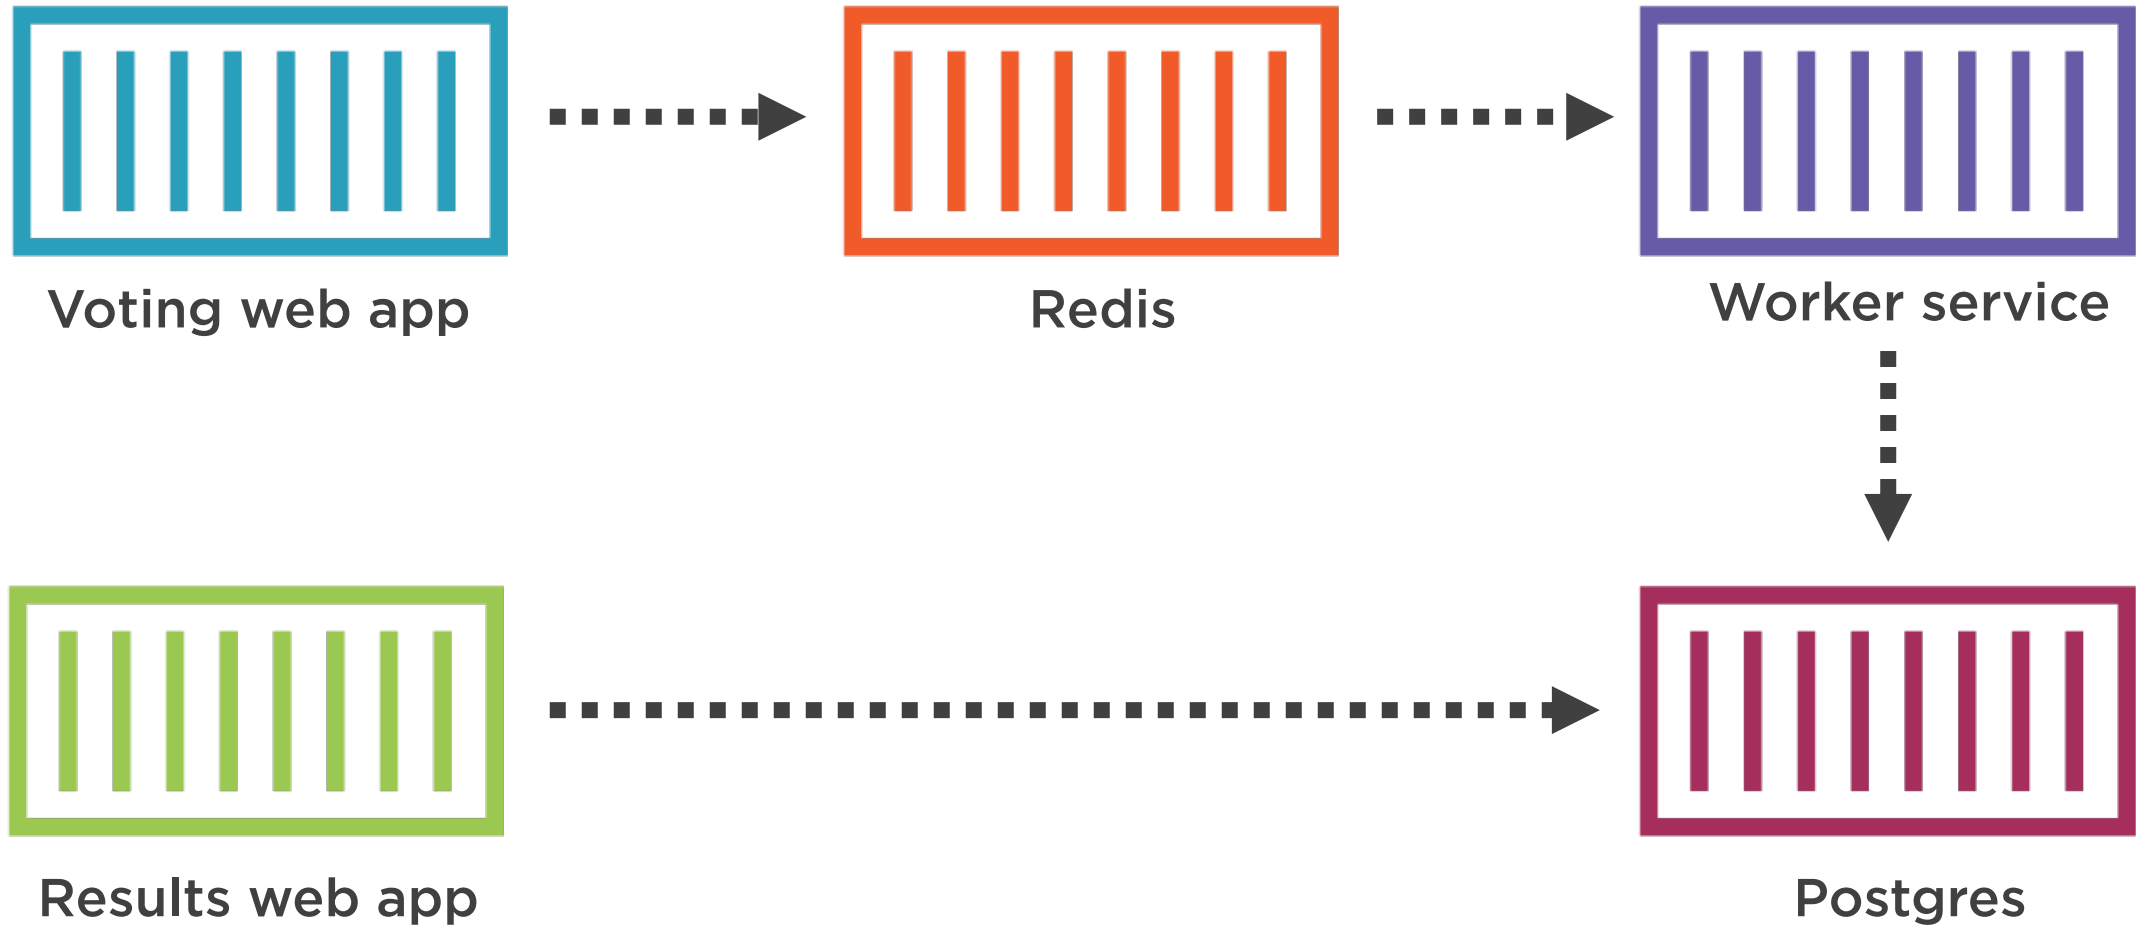 Voting web app
Redis
Worker service
Results web app
Postgres